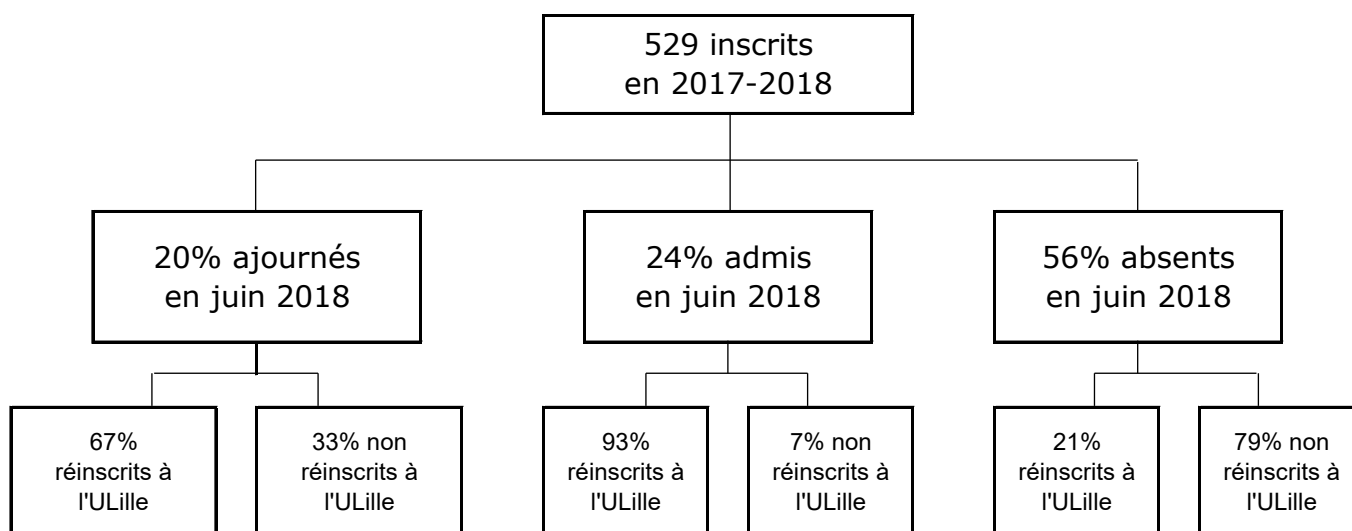 529 inscrits
en 2017-2018
20% ajournés
en juin 2018
24% admis
en juin 2018
56% absents
en juin 2018
67%
réinscrits à
l'ULille
33% non
réinscrits à
l'ULille
93%
réinscrits à
l'ULille
7% non
réinscrits à
l'ULille
21%
réinscrits à
l'ULille
79% non
réinscrits à
l'ULille